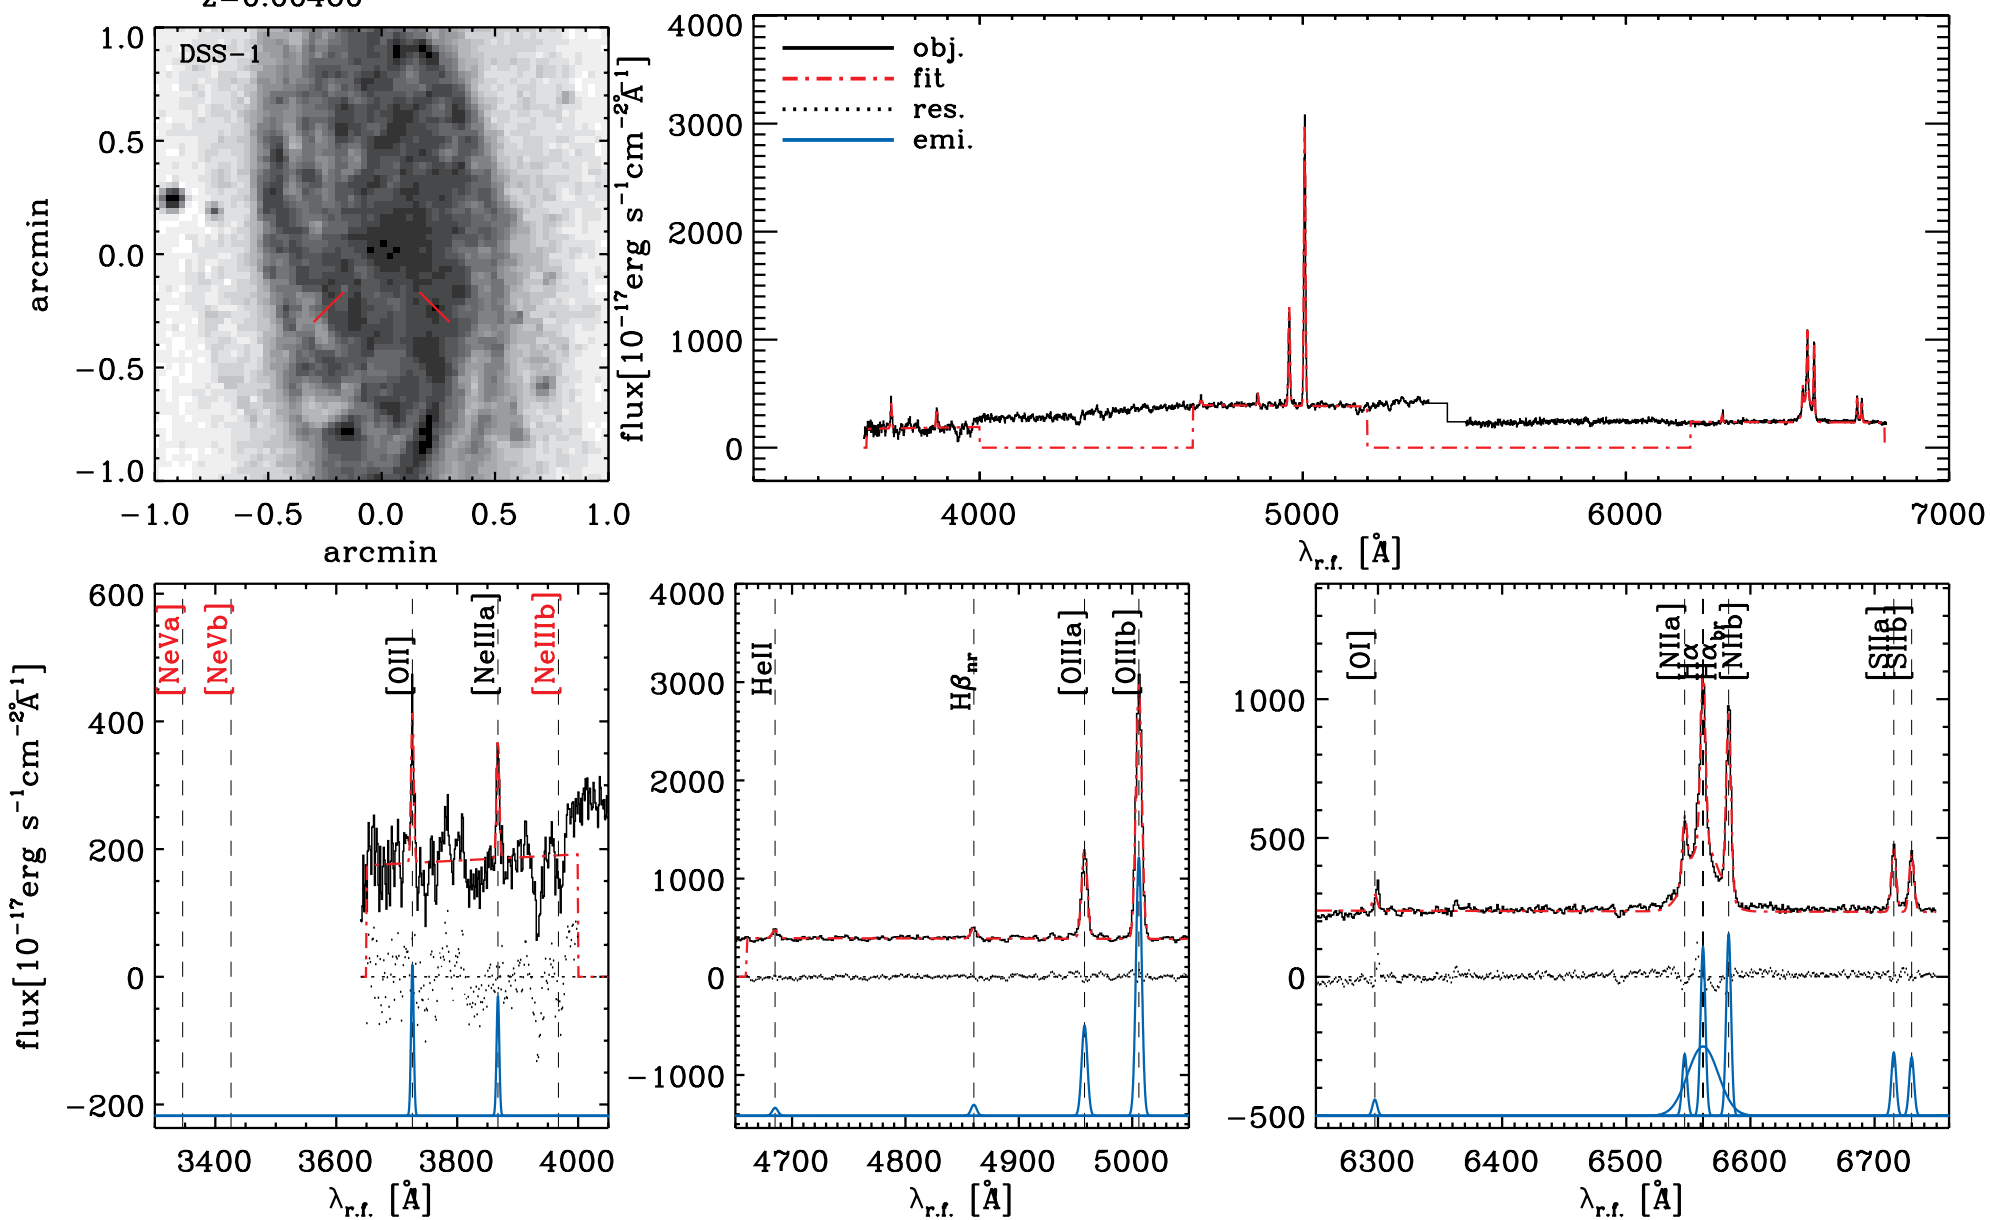 DSS-1
1.0
0.5
0.0
-0.5
-1.0
arcmin
-1.0 -0.5 0.0 0.5 1.0
arcmin
flux[10⁻¹⁷erg s⁻¹cm⁻²Å⁻¹]
4000
3000
2000
1000
0
obj.
fit
res.
emi.
4000 5000 6000 7000
λr.f. [Å]
flux[10⁻¹⁷erg s⁻¹cm⁻²Å⁻¹]
600
400
200
0
-200
[NeVa]
[NeVb]
[OII]
[NeIIIa]
[NeIIIb]
3400 3600 3800 4000
λr.f. [Å]
4000
3000
2000
1000
0
-1000
HeII
Hβnr
[OIIIa]
[OIIIb]
4700 4800 4900 5000
λr.f. [Å]
1000
500
0
-500
[OI]
[NIIa]
Hα
Hαbr
[NIIb]
[SIIa]
[SIIb]
6300 6400 6500 6600 6700
λr.f. [Å]